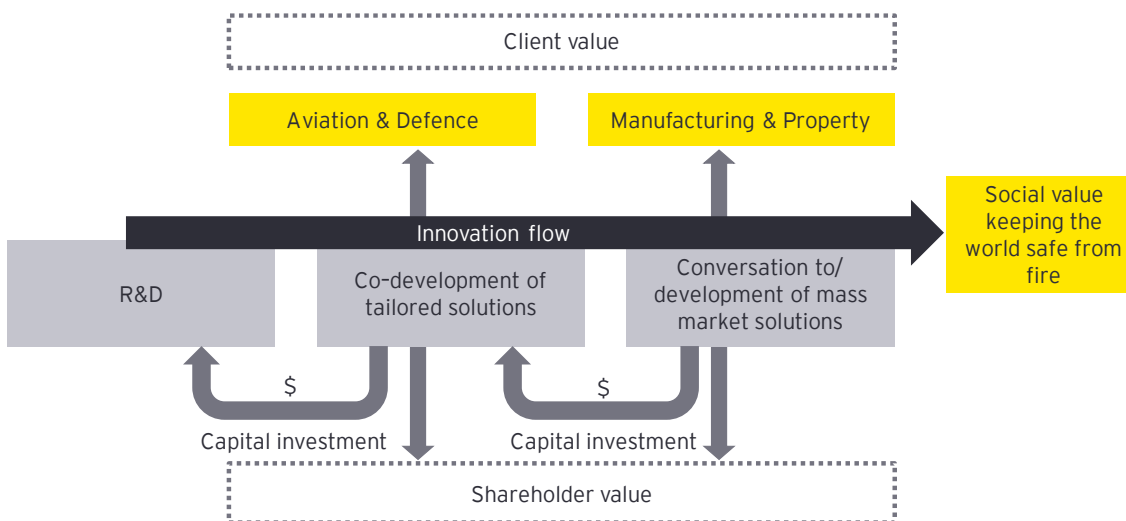 Client value
Aviation & Defence
Manufacturing & Property
Social value
keeping the
world safe from
fire
Innovation flow
R&D
Co-development of
tailored solutions
Conversation to/
development of mass
market solutions
$
$
Capital investment
Capital investment
Shareholder value